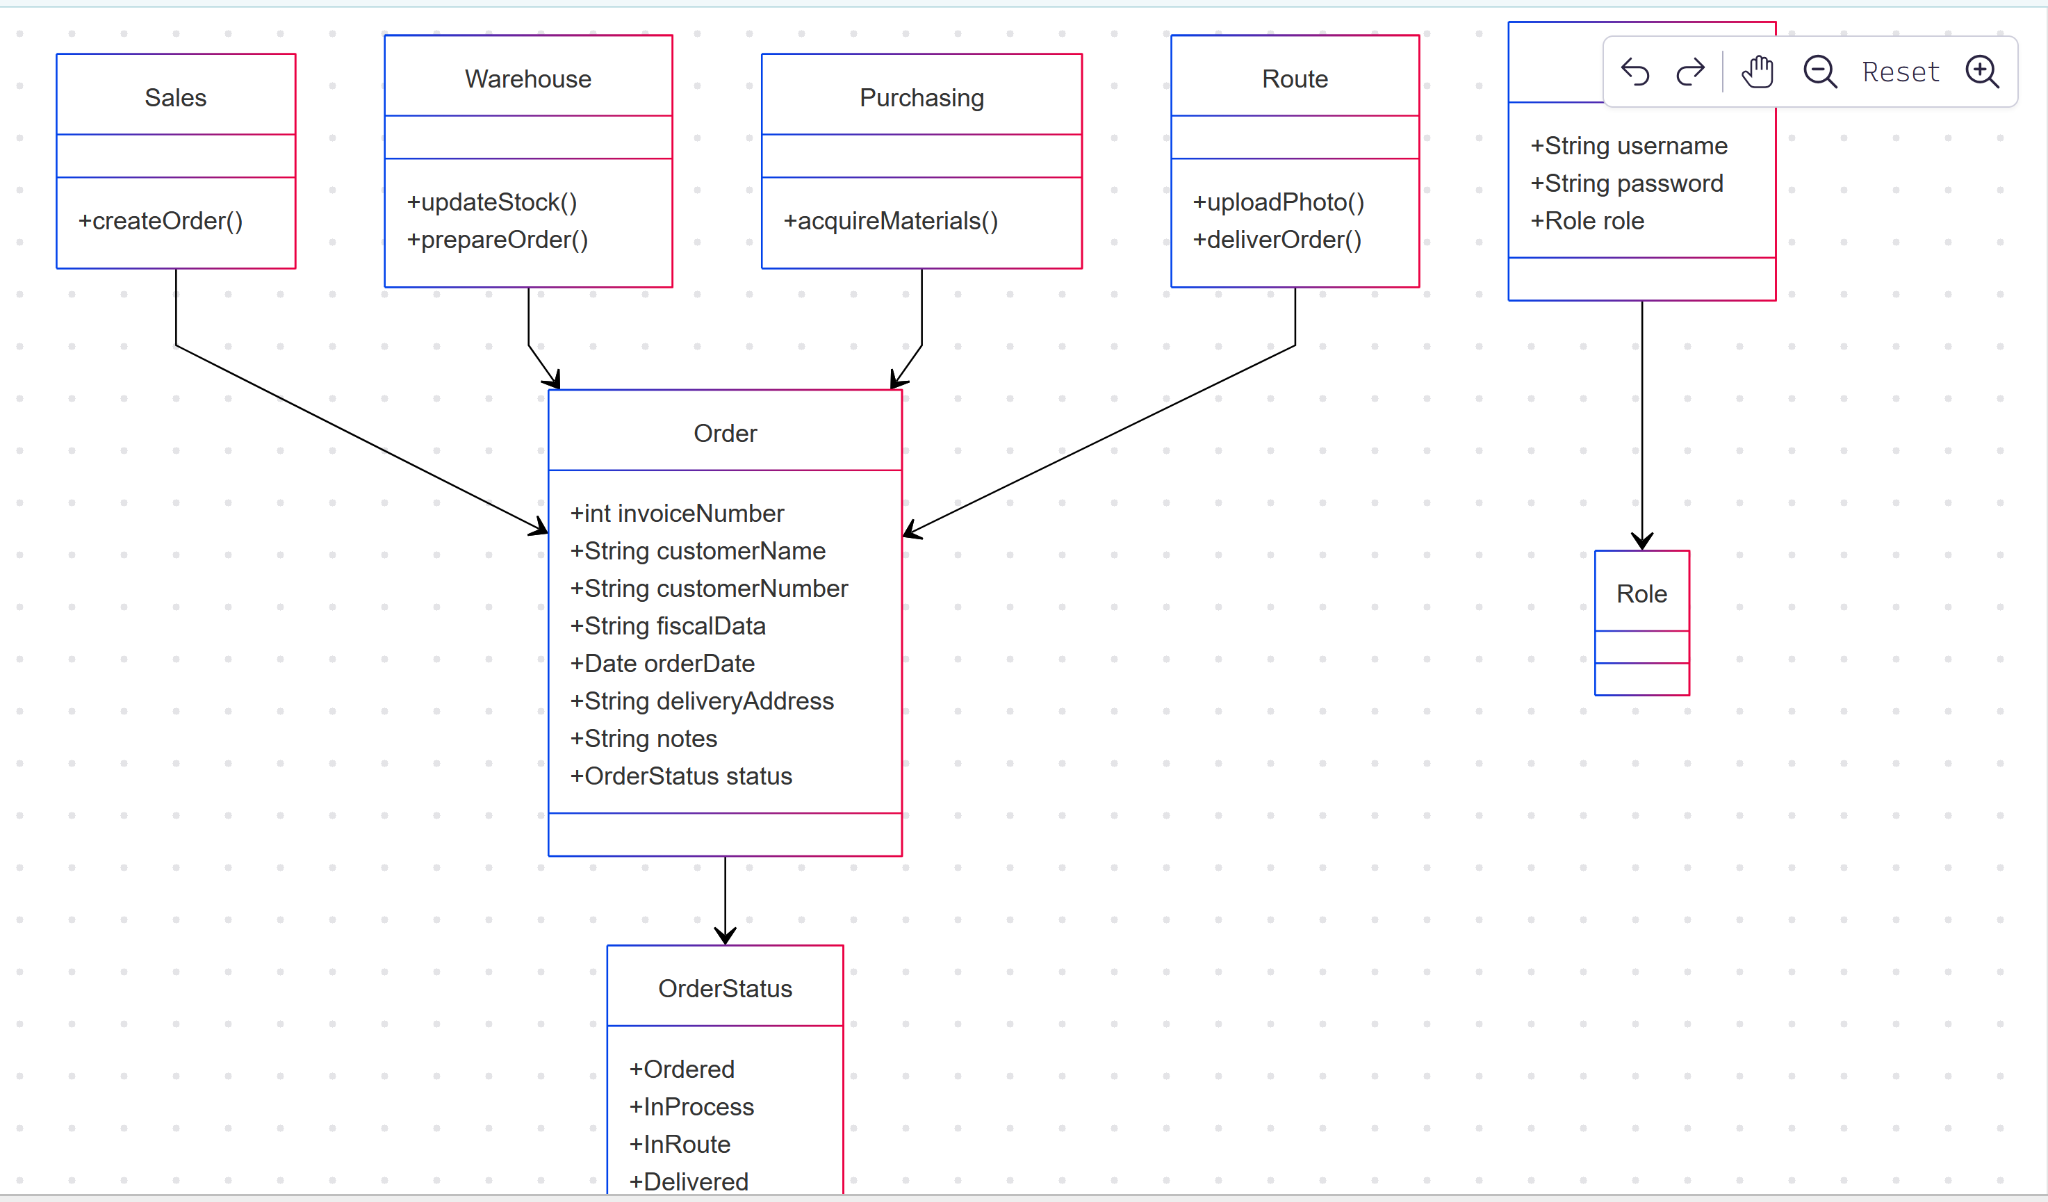 Sales
+createOrder()
Warehouse
+updateStock()
+prepareOrder()
Purchasing
+acquireMaterials()
Route
+uploadPhoto()
+deliverOrder()
Reset
+String username
+String password
+Role role
Order
+int invoiceNumber
+String customerName
+String customerNumber
+String fiscalData
+Date orderDate
+String deliveryAddress
+String notes
+OrderStatus status
Role
OrderStatus
+Ordered
+InProcess
+InRoute
+Delivered